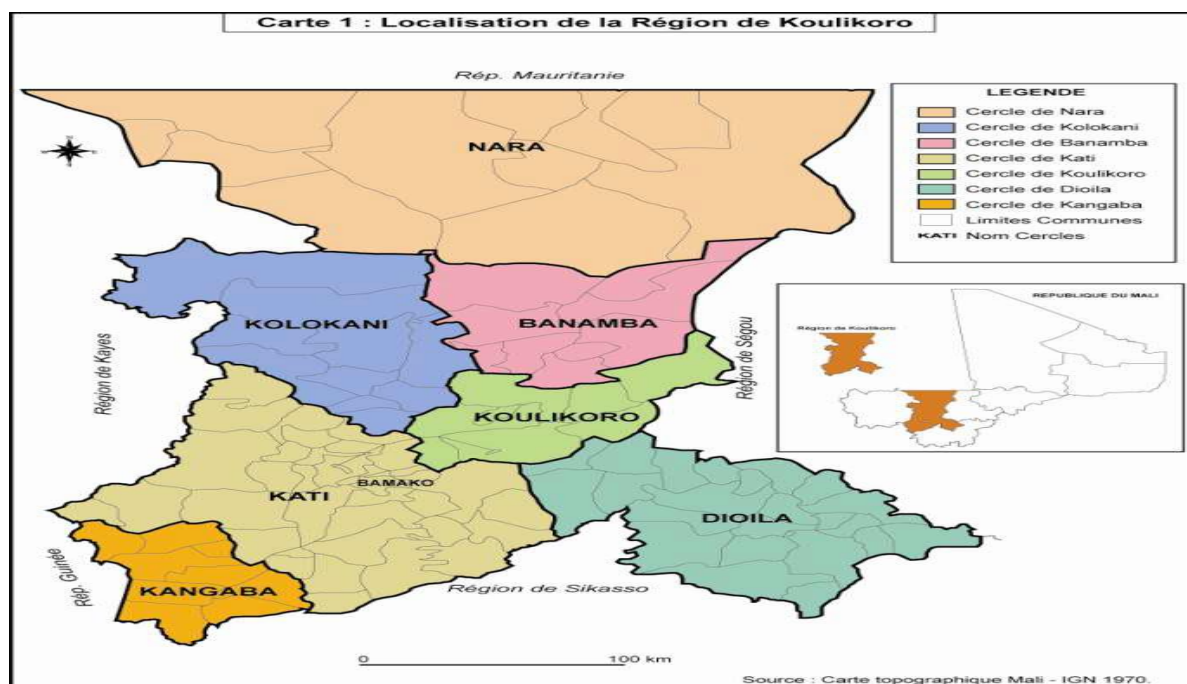 Carte 1 : Localisation de la Région de Koulikoro
Rép. Mauritanie
LEGENDE
Cercle de Nara
Cercle de Kolokani
Cercle de Banamba
Cercle de Kati
Cercle de Koulikoro
Cercle de Dioila
Cercle de Kangaba
Limites Communes
KATI Nom Cercles
NARA
KOLOKANI
BANAMBA
REPUBLIQUE DU MALI
Région de Koulikoro
Région de Kayes
Région de Ségou
KOULIKORO
BAMAKO
KATI
DIOILA
Rép. Guinée
KANGABA
Région de Sikasso
0 100 km
Source : Carte topographique Mali - IGN 1970.